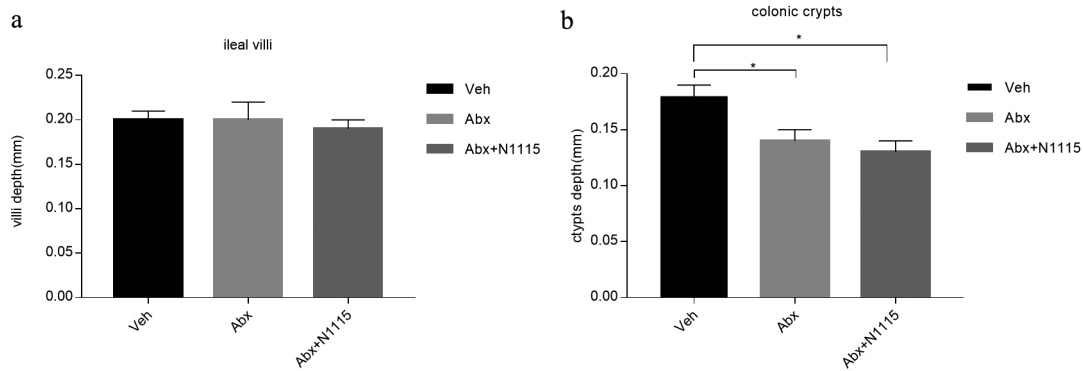 a
ileal villi
villi depth(mm)
0.25
0.20
0.15
0.10
0.05
0.00
Veh
Abx
Abx+N1115
Veh
Abx
Abx+N1115
b
colonic crypts
*
*
ctypts depth(mm)
0.20
0.15
0.10
0.05
0.00
Veh
Abx
Abx+N1115
Veh
Abx
Abx+N1115